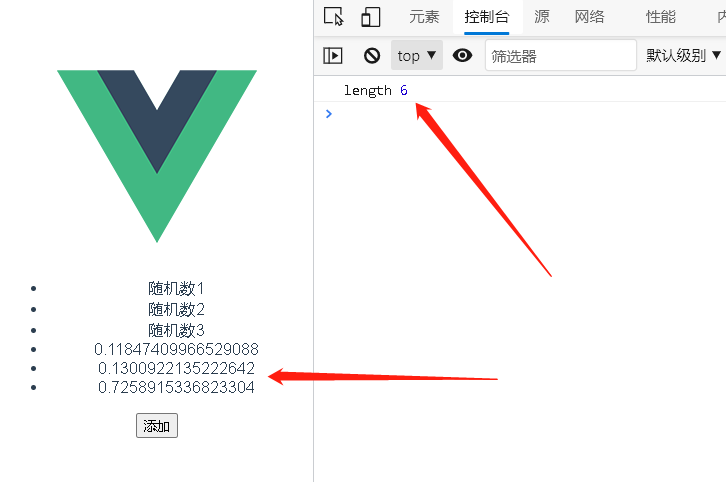 元素 控制台 源 网络 性能
top ▼ 筛选器 默认级别 ▼
length 6
随机数1
随机数2
随机数3
0.11847409966529088
0.1300922135222642
0.7258915336823304
添加